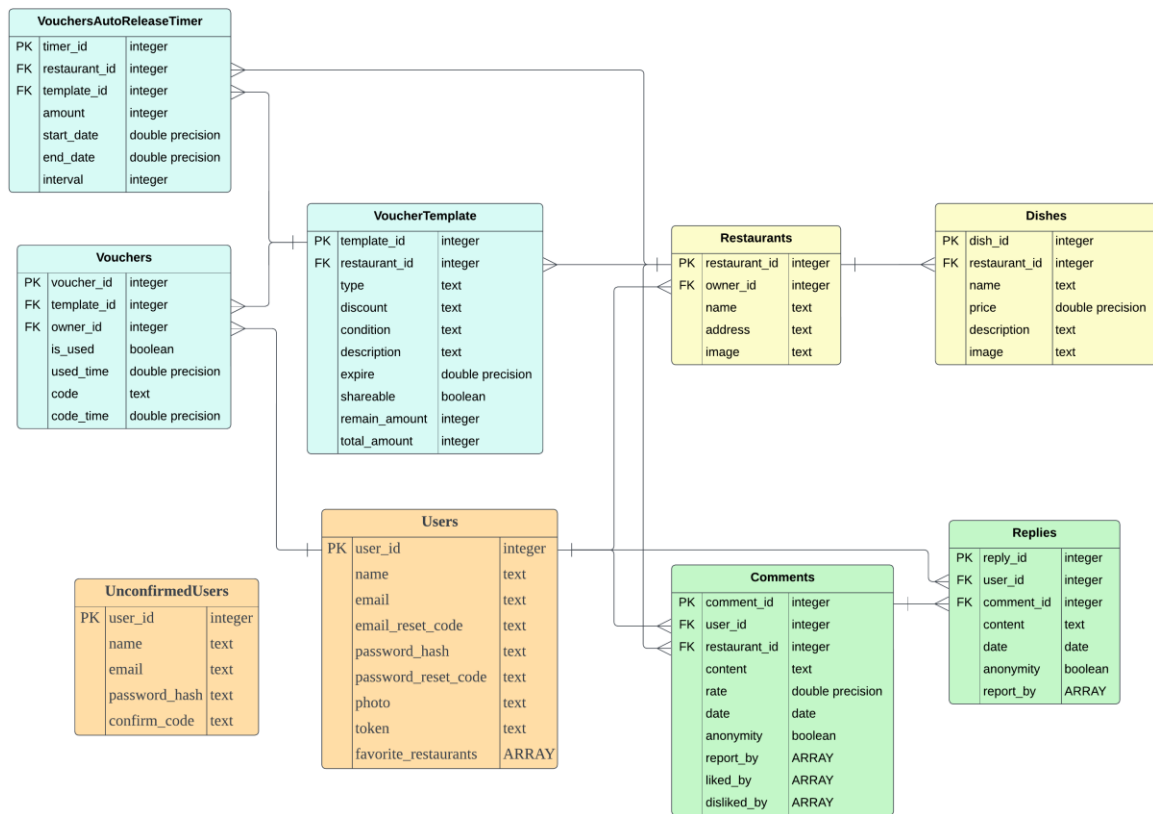 VouchersAutoReleaseTimer
PK timer_id integer
FK restaurant_id integer
FK template_id integer
amount integer
start_date double precision
end_date double precision
interval integer
Vouchers
PK voucher_id integer
FK template_id integer
FK owner_id integer
is_used boolean
used_time double precision
code text
code_time double precision
VoucherTemplate
PK template_id integer
FK restaurant_id integer
type text
discount text
condition text
description text
expire double precision
shareable boolean
remain_amount integer
total_amount integer
Restaurants
PK restaurant_id integer
FK owner_id integer
name text
address text
image text
Dishes
PK dish_id integer
FK restaurant_id integer
name text
price double precision
description text
image text
UnconfirmedUsers
PK user_id integer
name text
email text
password_hash text
confirm_code text
Users
PK user_id integer
name text
email text
email_reset_code text
password_hash text
password_reset_code text
photo text
token text
favorite_restaurants ARRAY
Comments
PK comment_id integer
FK user_id integer
FK restaurant_id integer
content text
rate double precision
date date
anonymity boolean
report_by ARRAY
liked_by ARRAY
disliked_by ARRAY
Replies
PK reply_id integer
FK user_id integer
FK comment_id integer
content text
date date
anonymity boolean
report_by ARRAY